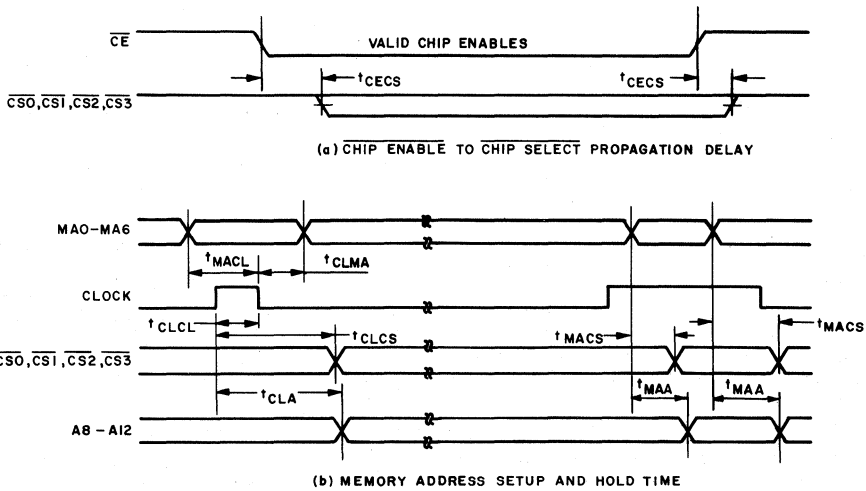 CE
VALID CHIP ENABLES
tCECS
tCECS
CS0,CS1,CS2,CS3
(a) CHIP ENABLE TO CHIP SELECT PROPAGATION DELAY
MA0-MA6
tMACL
tCLMA
CLOCK
tCLCL
tCLCS
tMACS
tMACS
CS0,CS1,CS2,CS3
tCLA
tMAA
tMAA
A8-A12
(b) MEMORY ADDRESS SETUP AND HOLD TIME